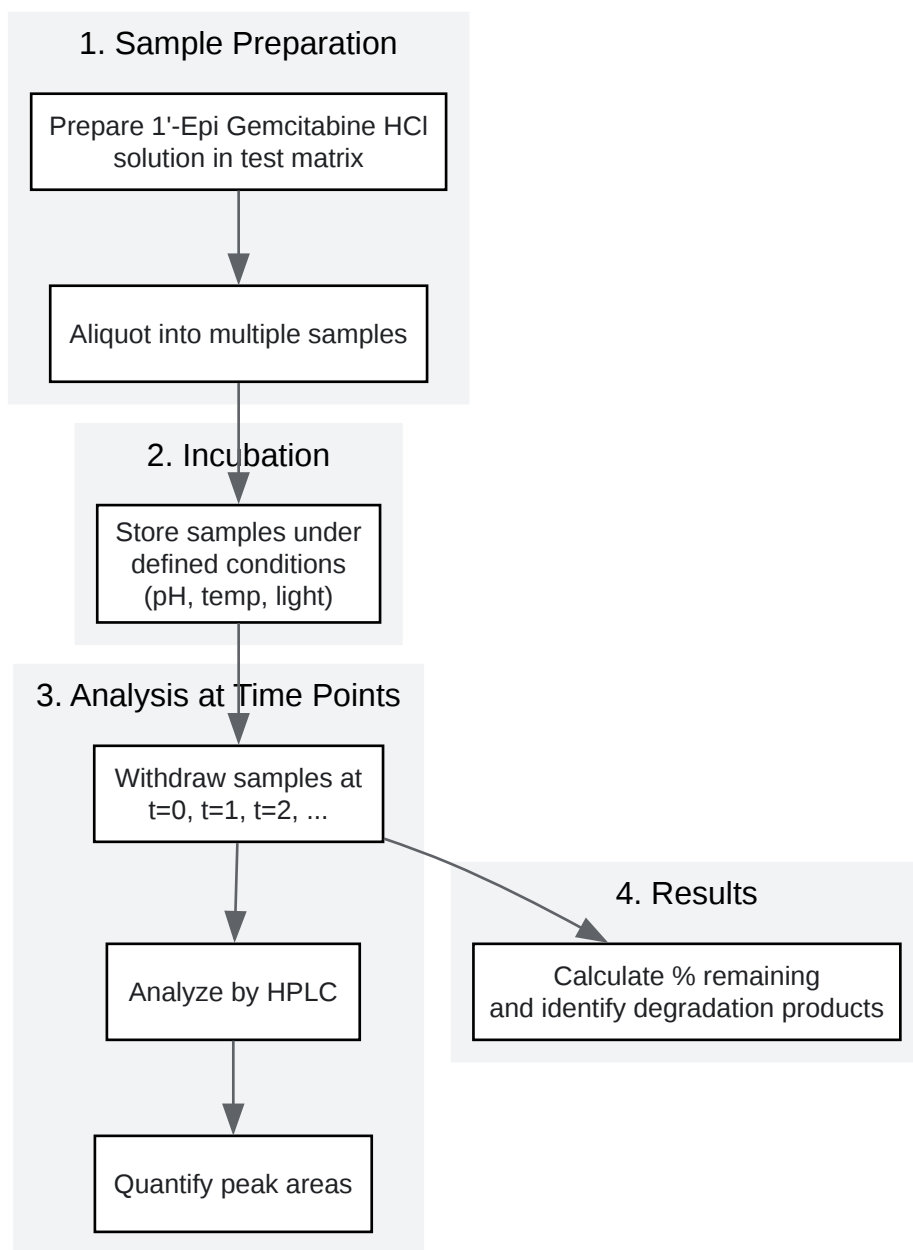 1. Sample Preparation
Prepare 1'-Epi Gemcitabine HCl
solution in test matrix
Aliquot into multiple samples
2. Incubation
Store samples under
defined conditions
(pH, temp, light)
3. Analysis at Time Points
Withdraw samples at
t=0, t=1, t=2, ...
4. Results
Analyze by HPLC
Calculate % remaining
and identify degradation products
Quantify peak areas